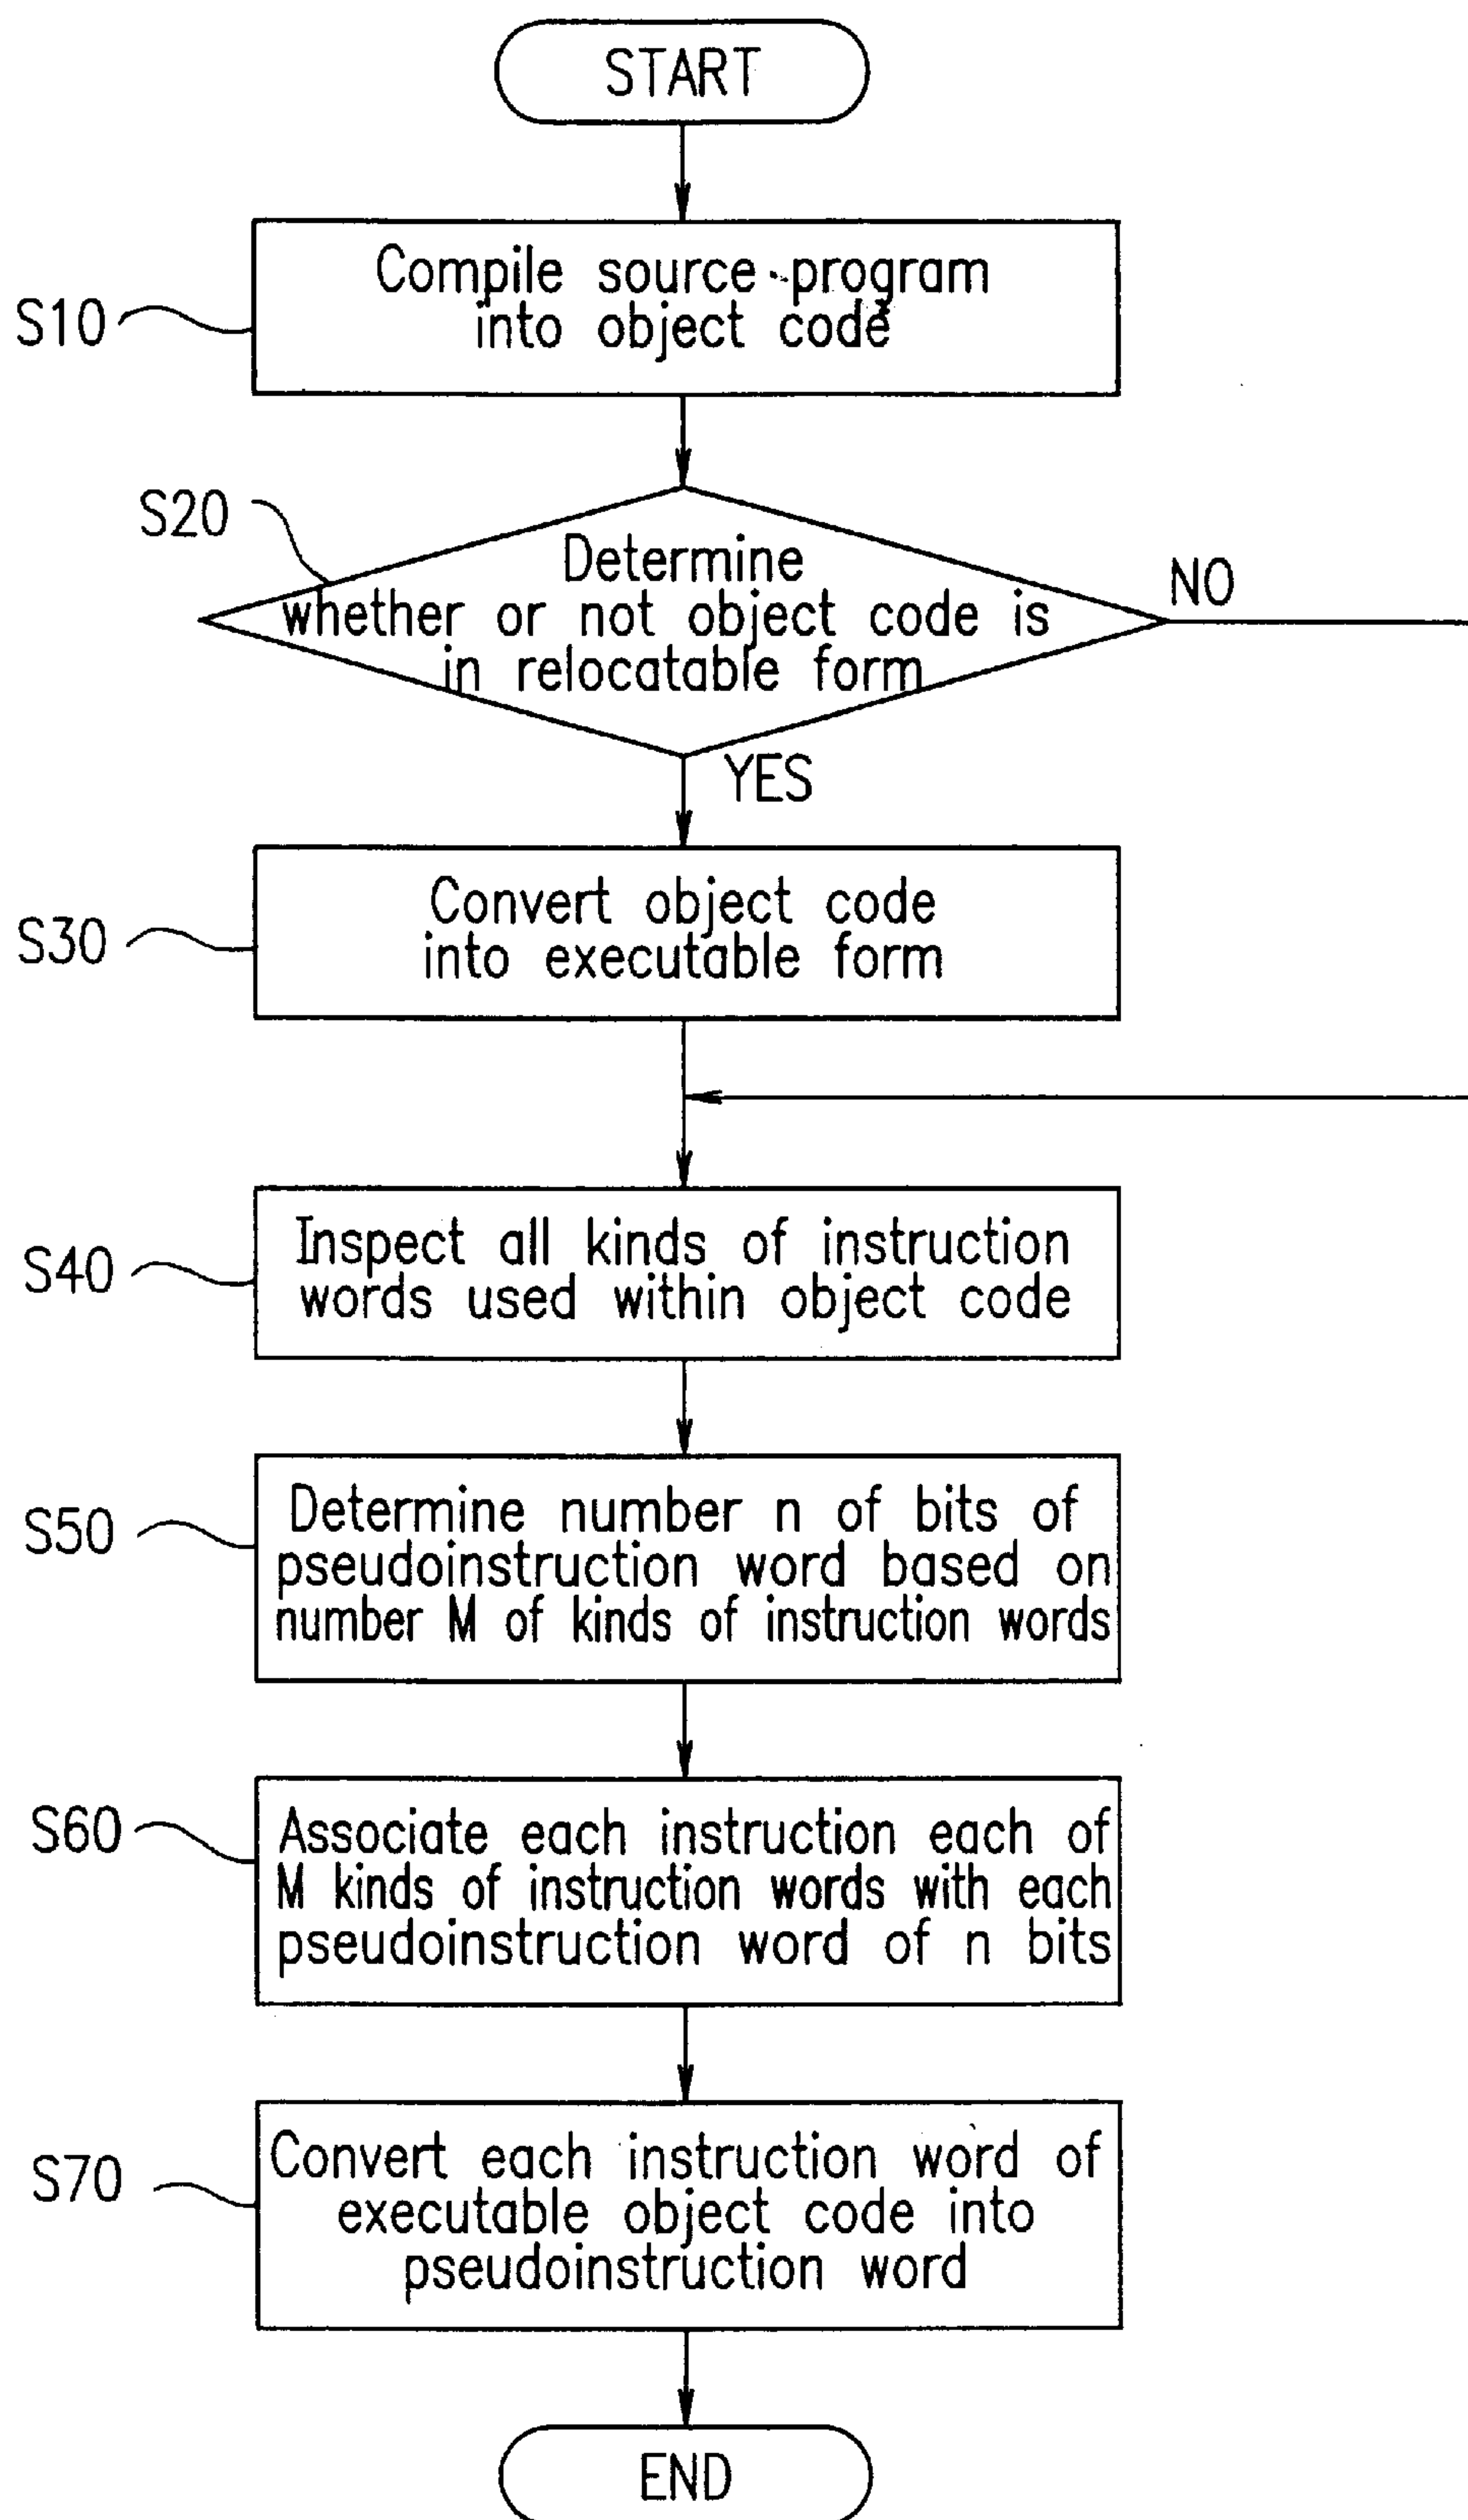 START
Compile source program
into object code
S10
S20
Determine
whether or not object code is
in relocatable form
NO
YES
Convert object code
into executable form
S30
Inspect all kinds of instruction
words used within object code
S40
Determine number n of bits of
pseudoinstruction word based on
number M of kinds of instruction words
S50
Associate each instruction each of
M kinds of instruction words with each
pseudoinstruction word of n bits
S60
Convert each instruction word of
executable object code into
pseudoinstruction word
S70
END